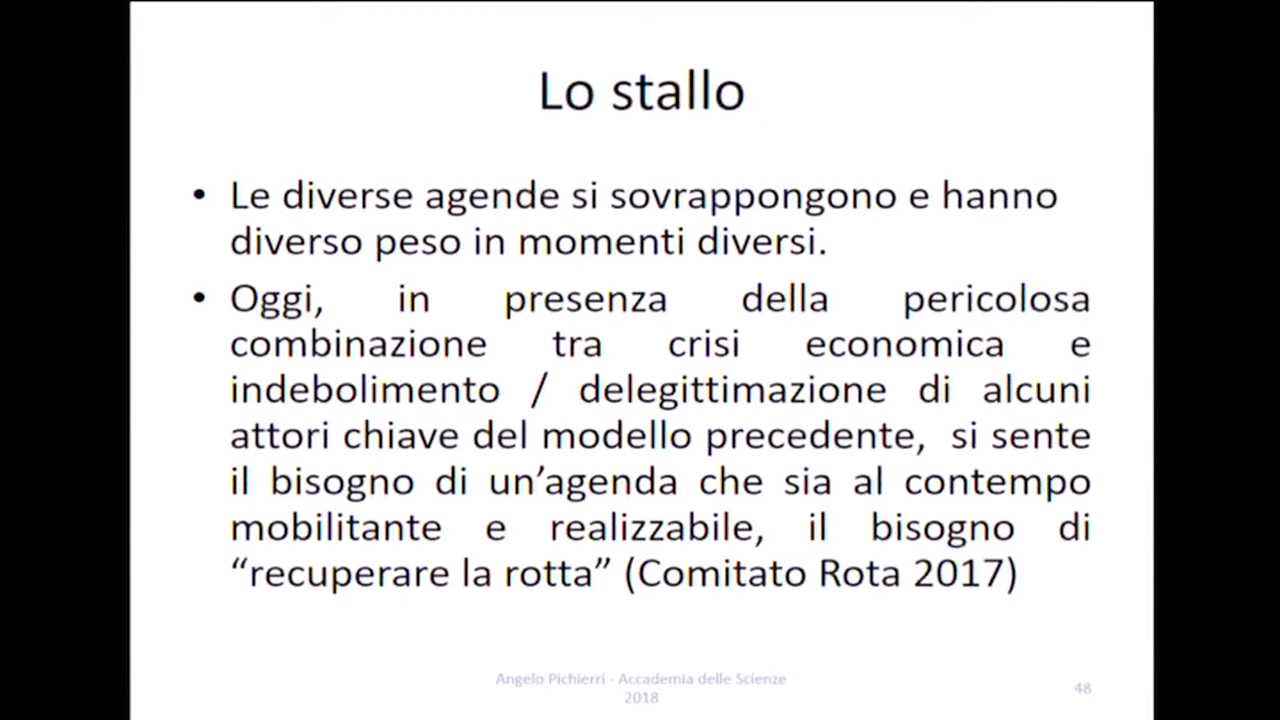 Lo stallo
• Le diverse agende si sovrappongono e hanno
diverso peso in momenti diversi.
• Oggi, in presenza della pericolosa
combinazione tra crisi economica e
indebolimento / delegittimazione di alcuni
attori chiave del modello precedente, si sente
il bisogno di un’agenda che sia al contempo
mobilitante e realizzabile, il bisogno di
“recuperare la rotta” (Comitato Rota 2017)
Angelo Pichierri - Accademia delle Scienze
2018
48